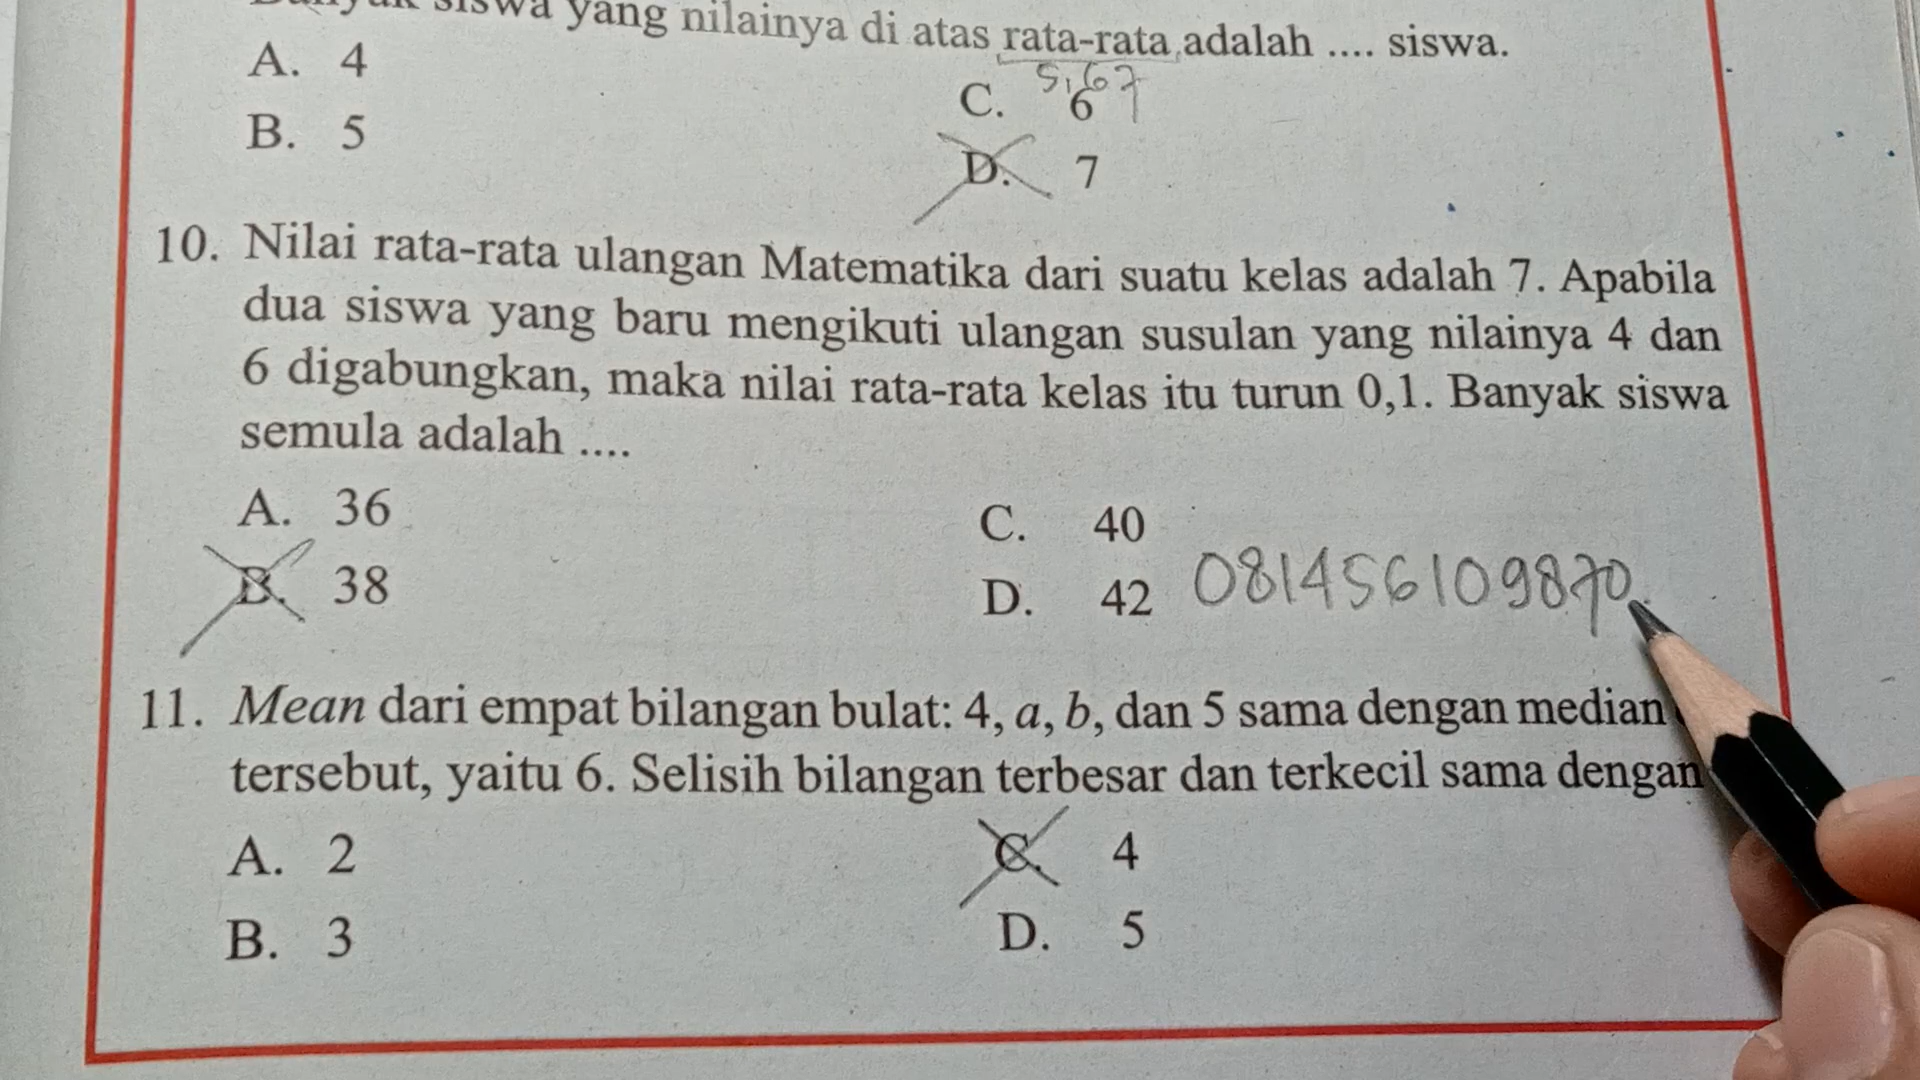 siswa yang nilainya di atas rata-rata adalah .... siswa.
A. 4
5,67
C. 6
B. 5
D. 7
10. Nilai rata-rata ulangan Matematika dari suatu kelas adalah 7. Apabila
dua siswa yang baru mengikuti ulangan susulan yang nilainya 4 dan
6 digabungkan, maka nilai rata-rata kelas itu turun 0,1. Banyak siswa
semula adalah ....
A. 36
C. 40
B. 38
D. 42 081456109870
11. Mean dari empat bilangan bulat: 4, a, b, dan 5 sama dengan median
tersebut, yaitu 6. Selisih bilangan terbesar dan terkecil sama dengan
A. 2
C. 4
B. 3
D. 5